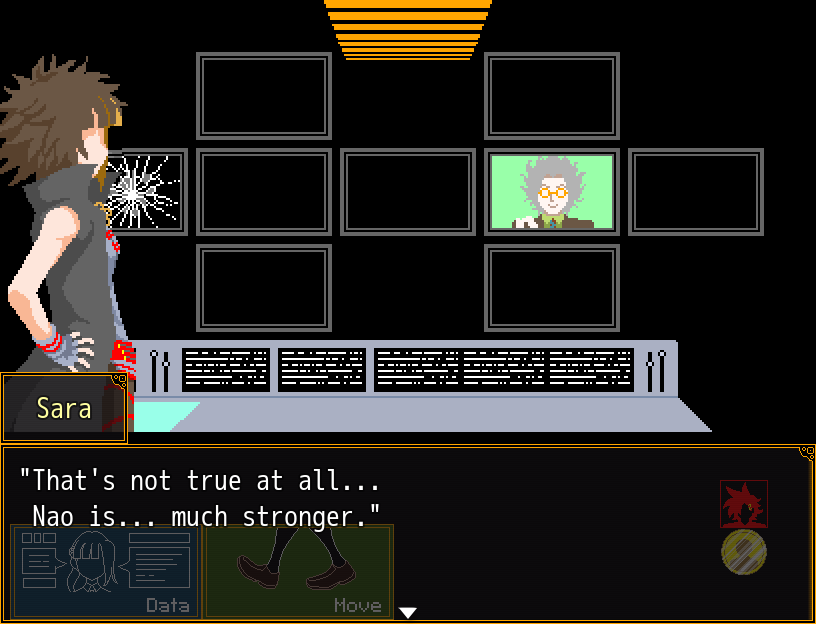 Sara
"That's not true at all...
Nao is... much stronger."
Data
Move